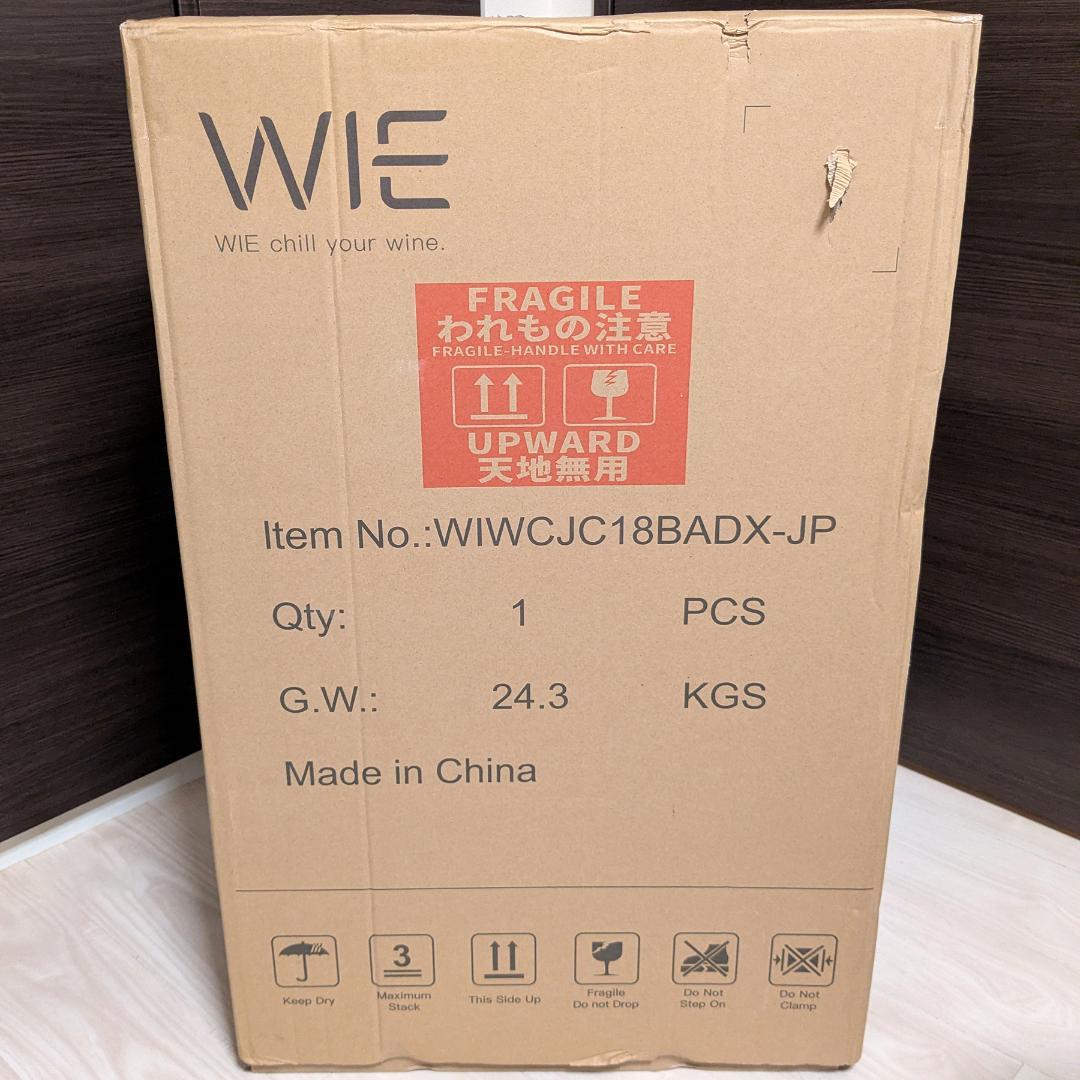 WIE
WIE chill your wine.
FRAGILE
われもの注意
FRAGILE-HANDLE WITH CARE
UPWARD
天地無用
Item No.:WIWCJC18BADX-JP
Qty: 1 PCS
G.W.: 24.3 KGS
Made in China
3
Keep Dry
Maximum
Stack
This Side Up
Fragile
Do not Drop
Do Not
Step On
Do Not
Clamp